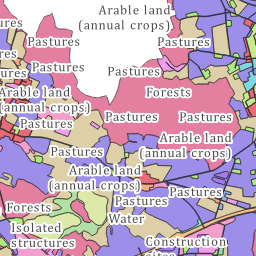 Arable land
(annual crops)
Pastures
Pastures
Pastures
Pastures
Arable land
(annual crops)
Forests
Pastures
Pastures
Pastures
Arable land
(annual crops)
Pastures
Arable land
(annual crops)
Pastures
Pastures
Forests
Water
Isolated
structures
Construction
sites